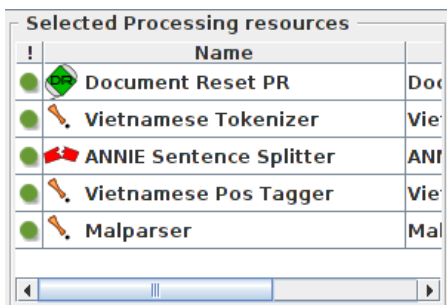 Selected Processing resources
! Name
DR Document Reset PR Doc
Vietnamese Tokenizer Vie
ANNIE Sentence Splitter ANN
Vietnamese Pos Tagger Vie
Malparser Mal